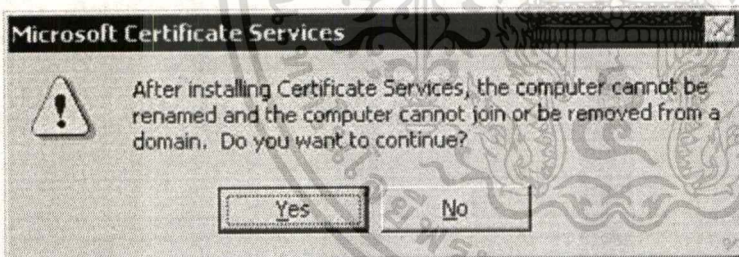 Microsoft Certificate Services
After installing Certificate Services, the computer cannot be
renamed and the computer cannot join or be removed from a
domain. Do you want to continue?
Yes
No